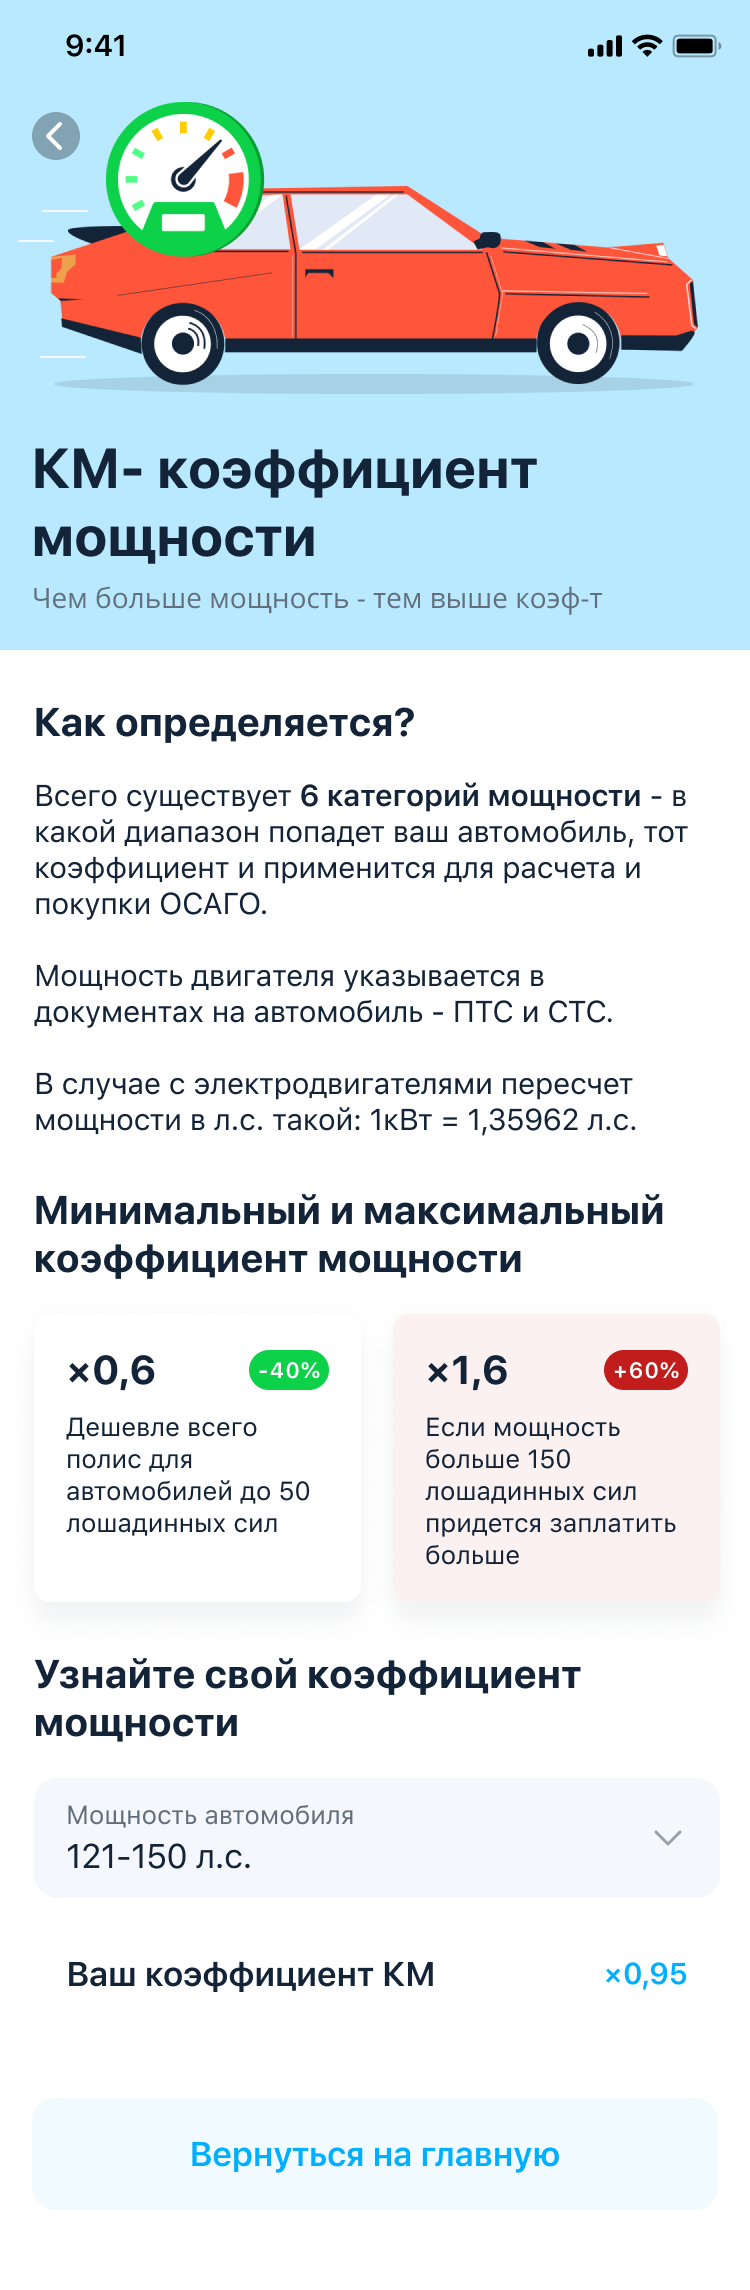 9:41
КМ- коэффициент
мощности
Чем больше мощность - тем выше коэф-т
Как определяется?
Всего существует 6 категорий мощности - в
какой диапазон попадет ваш автомобиль, тот
коэффициент и применится для расчета и
покупки ОСАГО.
Мощность двигателя указывается в
документах на автомобиль - ПТС и СТС.
В случае с электродвигателями пересчет
мощности в л.с. такой: 1кВт = 1,35962 л.с.
Минимальный и максимальный
коэффициент мощности
×0,6
-40%
Дешевле всего
полис для
автомобилей до 50
лошадинных сил
×1,6
+60%
Если мощность
больше 150
лошадинных сил
придется заплатить
больше
Узнайте свой коэффициент
мощности
Мощность автомобиля
121-150 л.с.
Ваш коэффициент КМ
×0,95
Вернуться на главную